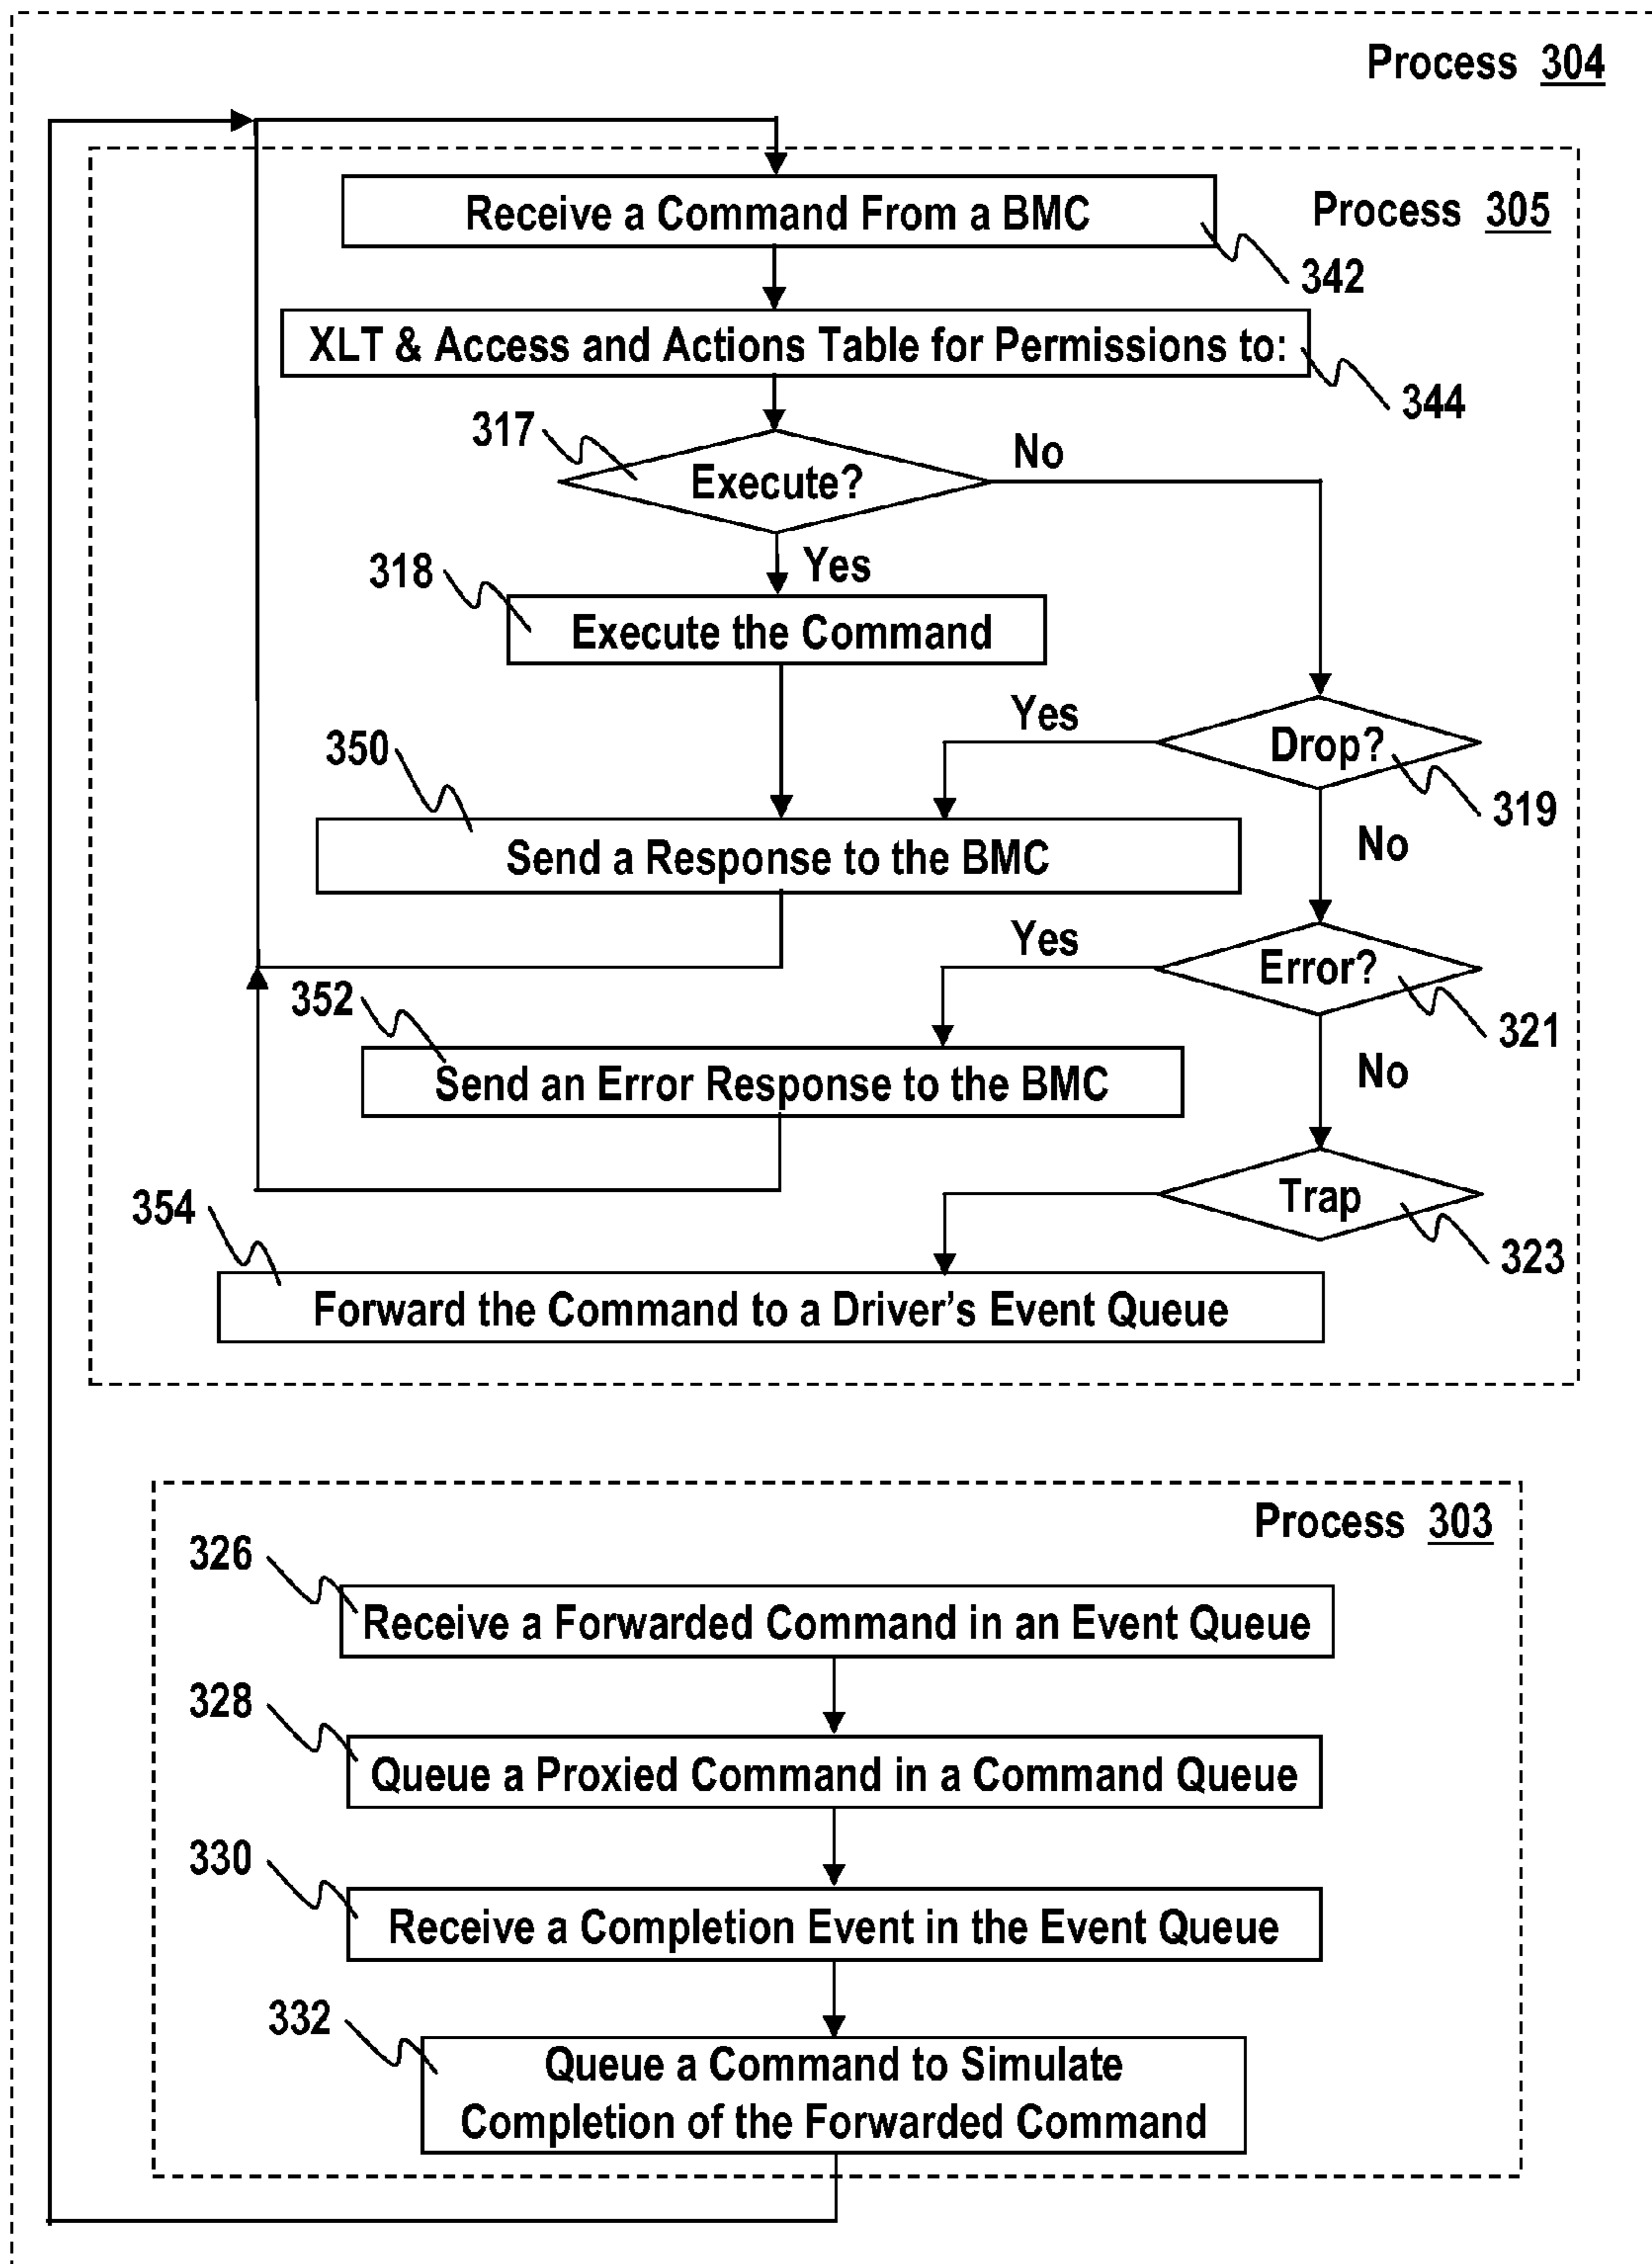 Process 304
Receive a Command From a BMC
Process 305
342
XLT & Access and Actions Table for Permissions to:
344
317
Execute?
No
Yes
318
Execute the Command
Yes
Drop?
319
350
Send a Response to the BMC
No
Yes
Error?
321
352
Send an Error Response to the BMC
No
Trap
323
354
Forward the Command to a Driver's Event Queue
Process 303
326
Receive a Forwarded Command in an Event Queue
328
Queue a Proxied Command in a Command Queue
330
Receive a Completion Event in the Event Queue
332
Queue a Command to Simulate
Completion of the Forwarded Command